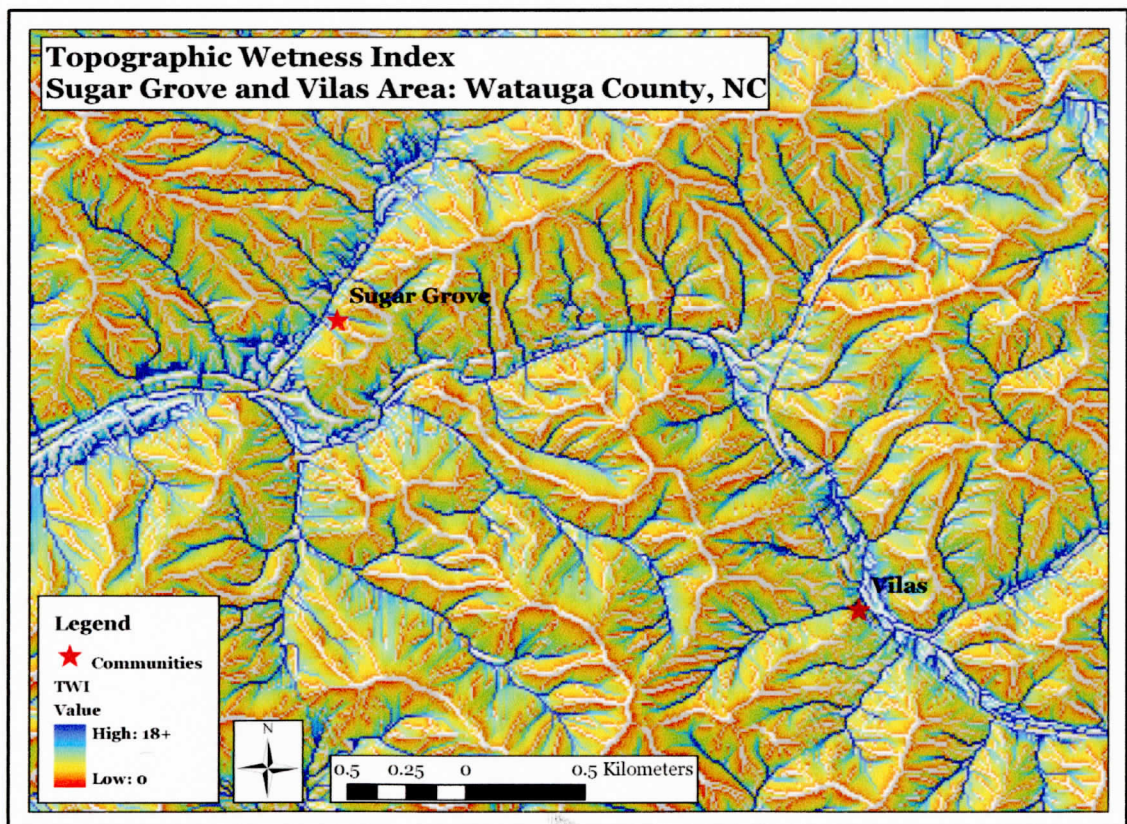 Topographic Wetness Index
Sugar Grove and Vilas Area: Watauga County, NC
Sugar Grove
Vilas
Legend
Communities
TWI
Value
High: 18+
Low: 0
N
0.5 0.25 0 0.5 Kilometers